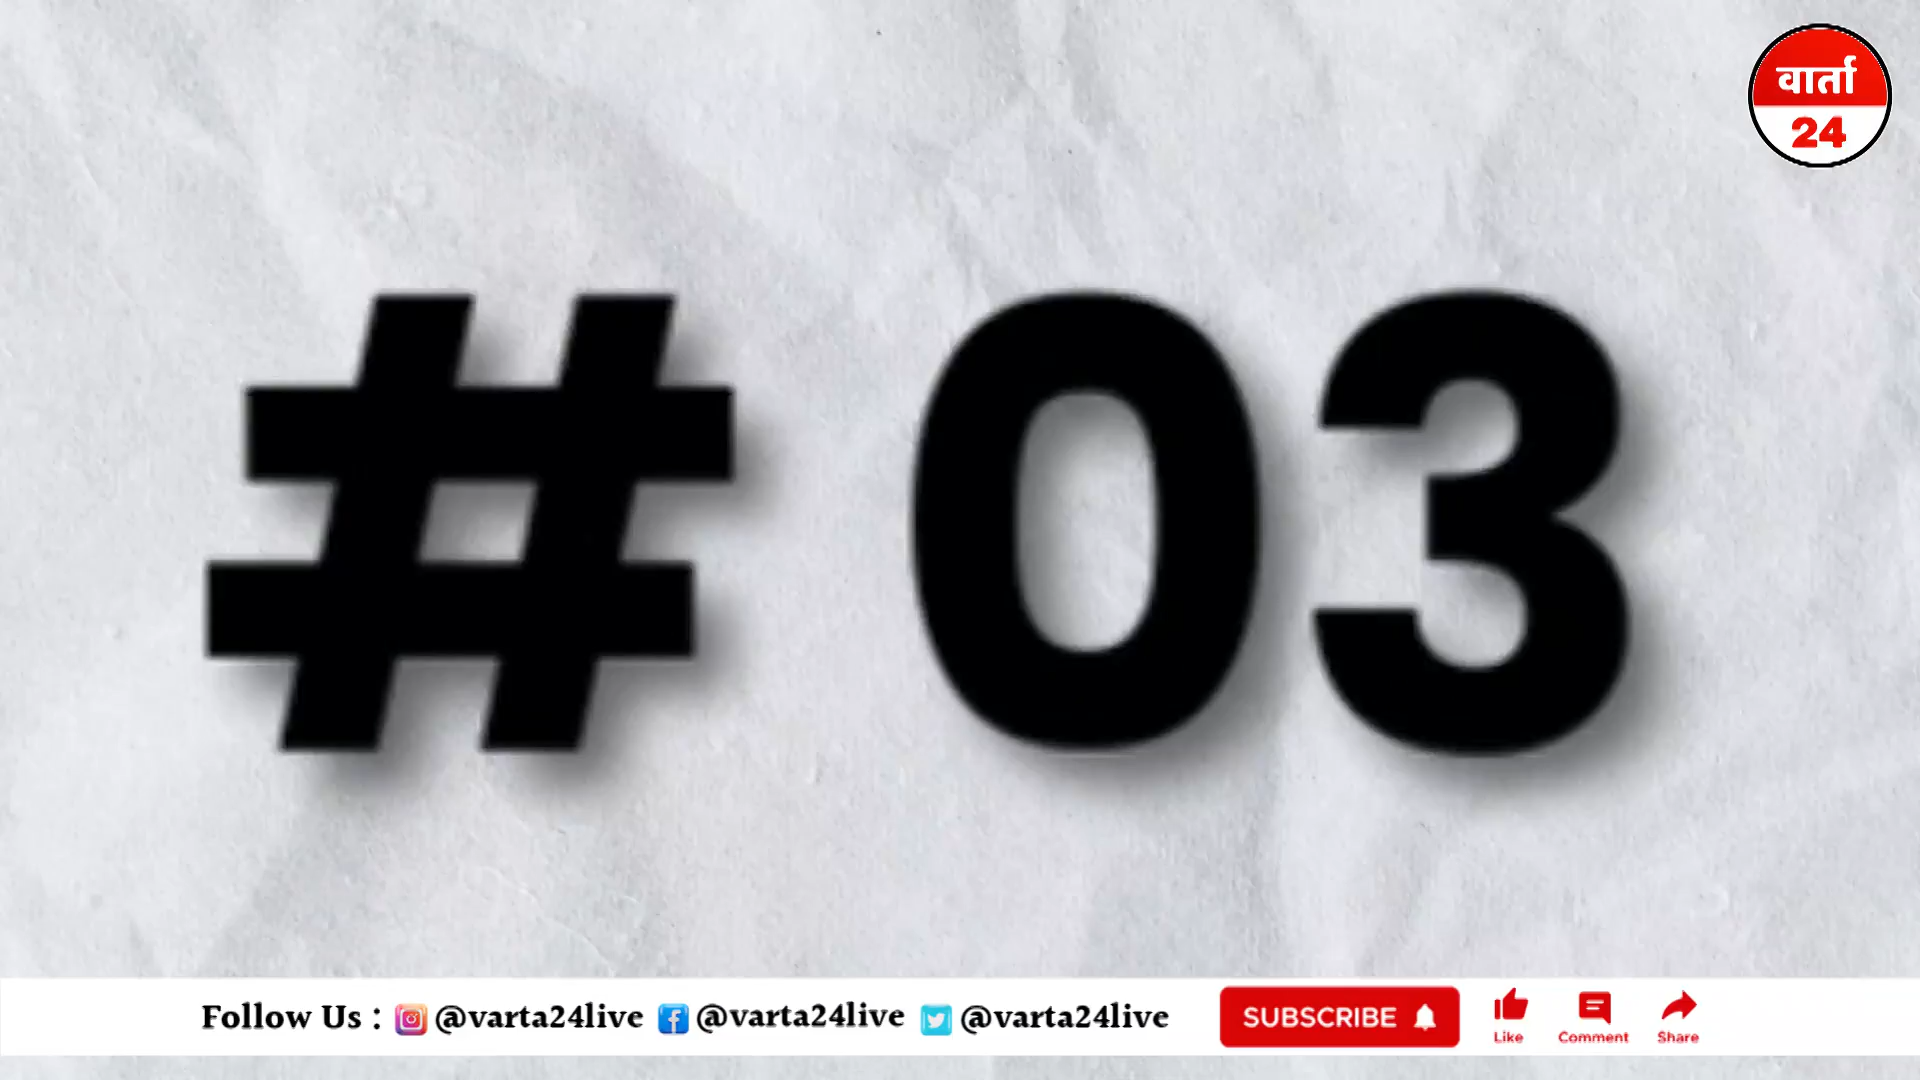 वार्ता
24
# 03
Follow Us : @varta24live @varta24live @varta24live SUBSCRIBE
Like Comment Share